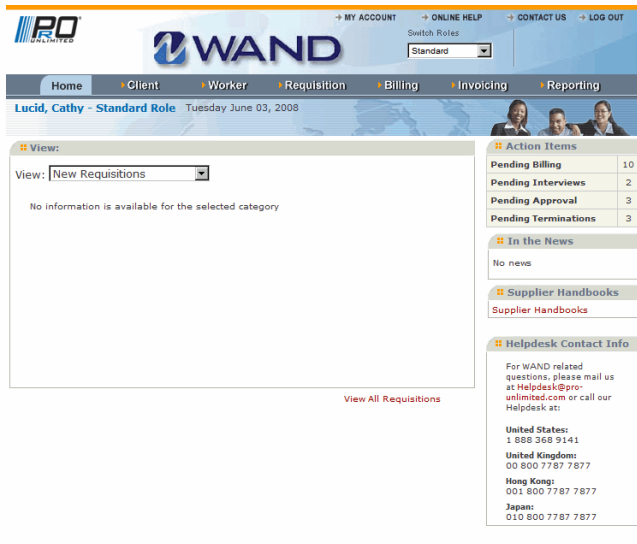 PRO
UNLIMITED
WAND
MY ACCOUNT ONLINE HELP CONTACT US LOG OUT
Switch Roles
Standard
Home Client Worker Requisition Billing Invoicing Reporting
Lucid, Cathy - Standard Role Tuesday June 03, 2008
View:
View: New Requisitions
No information is available for the selected category
View All Requisitions
Action Items
Pending Billing 10
Pending Interviews 2
Pending Approval 3
Pending Terminations 3
In the News
No news
Supplier Handbooks
Supplier Handbooks
Helpdesk Contact Info
For WAND related
questions, please mail us
at Helpdesk@pro-
unlimited.com or call our
Helpdesk at:
United States:
1 888 368 9141
United Kingdom:
00 800 7787 7877
Hong Kong:
001 800 7787 7877
Japan:
010 800 7787 7877